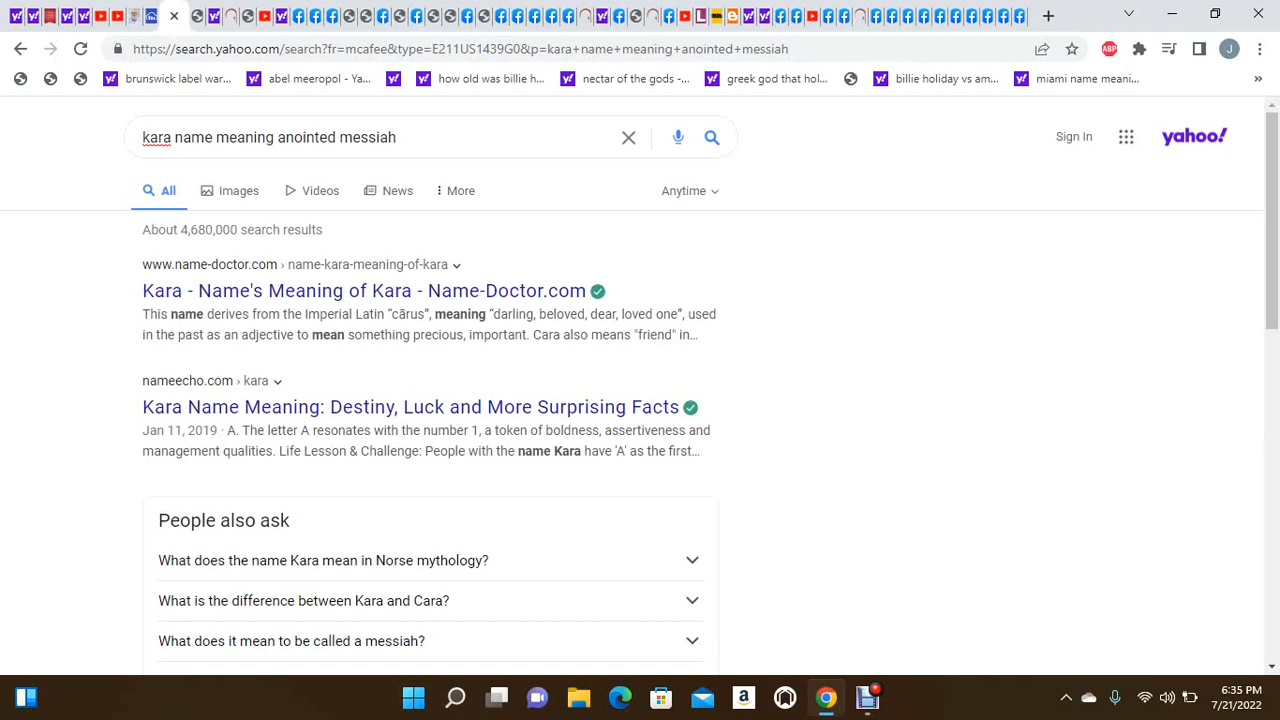 https://search.yahoo.com/search?fr=mcafee&type=E211US1439G0&p=kara+name+meaning+anointed+messiah
brunswick label war...
abel meeropol - Ya...
how old was billie h...
nectar of the gods -...
greek god that hol...
billie holiday vs am...
miami name meani...
kara name meaning anointed messiah
Sign In
yahoo!
All
Images
Videos
News
More
Anytime
About 4,680,000 search results
www.name-doctor.com › name-kara-meaning-of-kara
Kara - Name's Meaning of Kara - Name-Doctor.com
This name derives from the Imperial Latin “cārus”, meaning “darling, beloved, dear, loved one”, used
in the past as an adjective to mean something precious, important. Cara also means "friend" in…
nameecho.com › kara
Kara Name Meaning: Destiny, Luck and More Surprising Facts
Jan 11, 2019 · A. The letter A resonates with the number 1, a token of boldness, assertiveness and
management qualities. Life Lesson & Challenge: People with the name Kara have 'A' as the first…
People also ask
What does the name Kara mean in Norse mythology?
What is the difference between Kara and Cara?
What does it mean to be called a messiah?
6:35 PM
7/21/2022